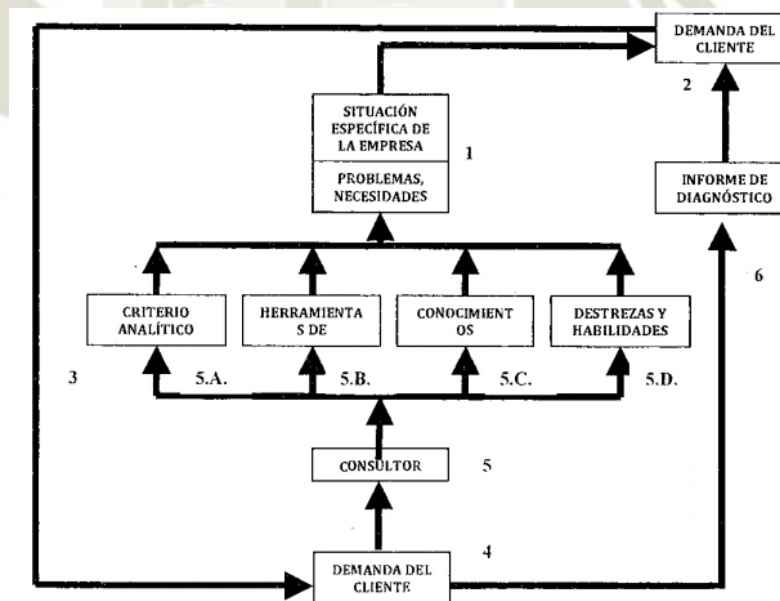 DEMANDA DEL
CLIENTE
2
SITUACIÓN
ESPECÍFICA DE
LA EMPRESA
1
PROBLEMAS,
NECESIDADES
INFORME DE
DIAGNÓSTICO
6
CRITERIO
ANALÍTICO
HERRAMIENTA
S DE
CONOCIMIENT
OS
DESTREZAS Y
HABILIDADES
3
5.A.
5.B.
5.C.
5.D.
CONSULTOR
5
4
DEMANDA DEL
CLIENTE